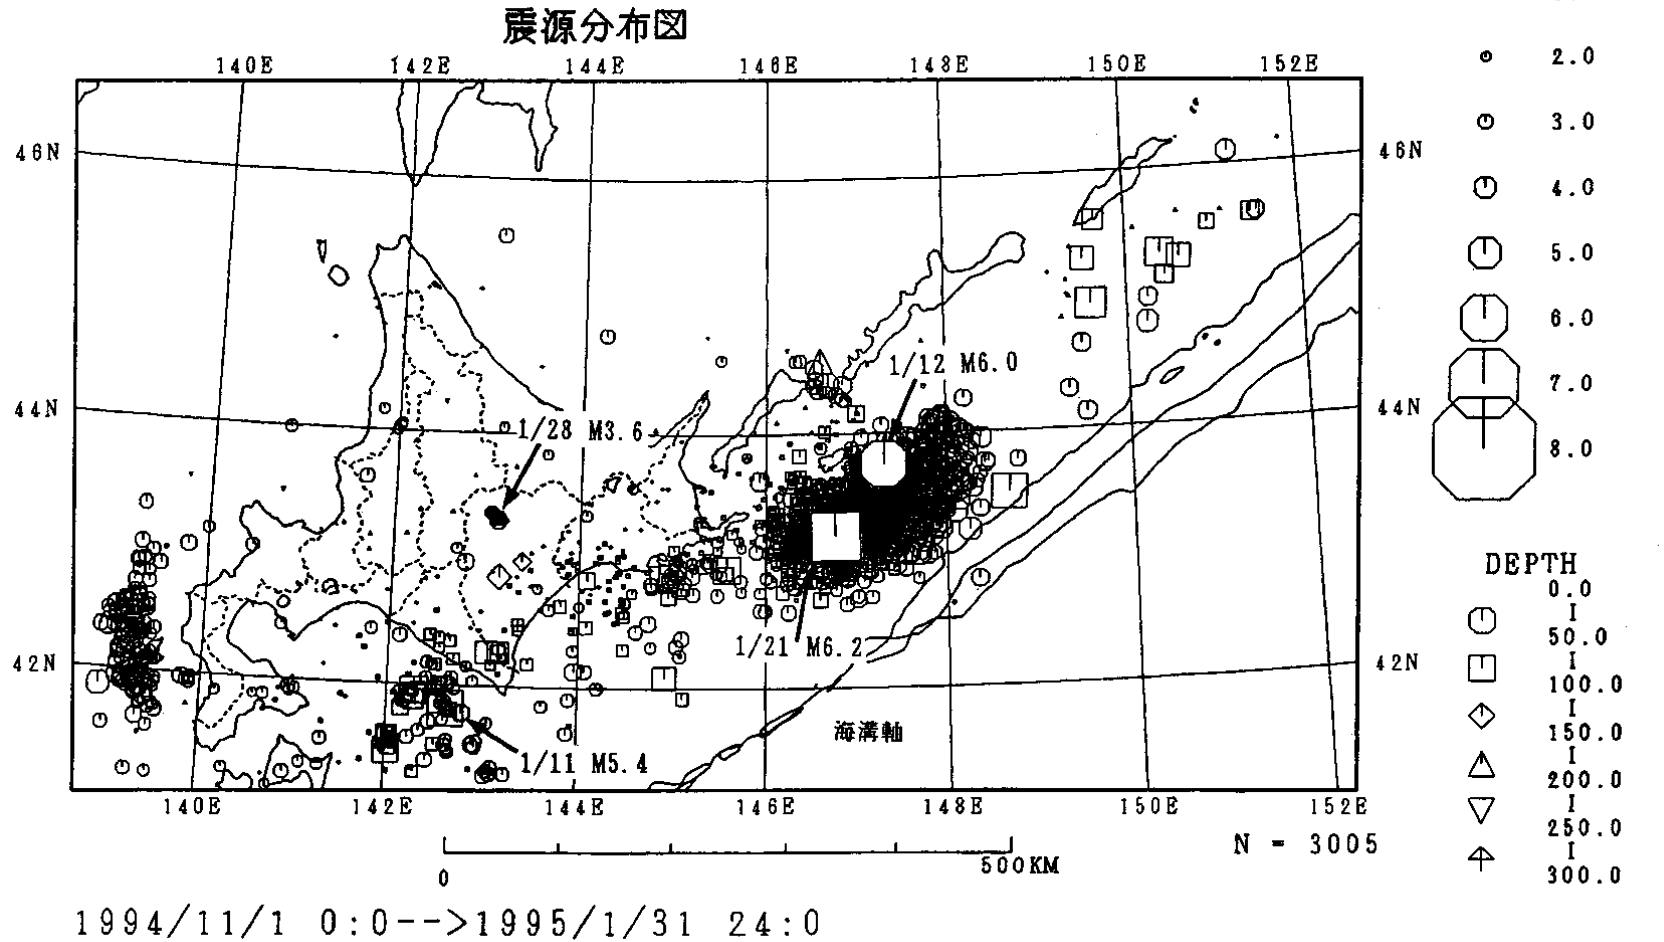 震源分布図
140E 142E 144E 146E 148E 150E 152E
46N 46N
44N 44N
42N 42N
1/12 M6.0
1/28 M3.6
1/21 M6.2
1/11 M5.4
海溝軸
140E 142E 144E 146E 148E 150E 152E
0 500KM
N = 3005
1994/11/1 0:0-->1995/1/31 24:0
2.0
3.0
4.0
5.0
6.0
7.0
8.0
DEPTH
0.0
I
50.0
I
100.0
I
150.0
I
200.0
I
250.0
I
300.0